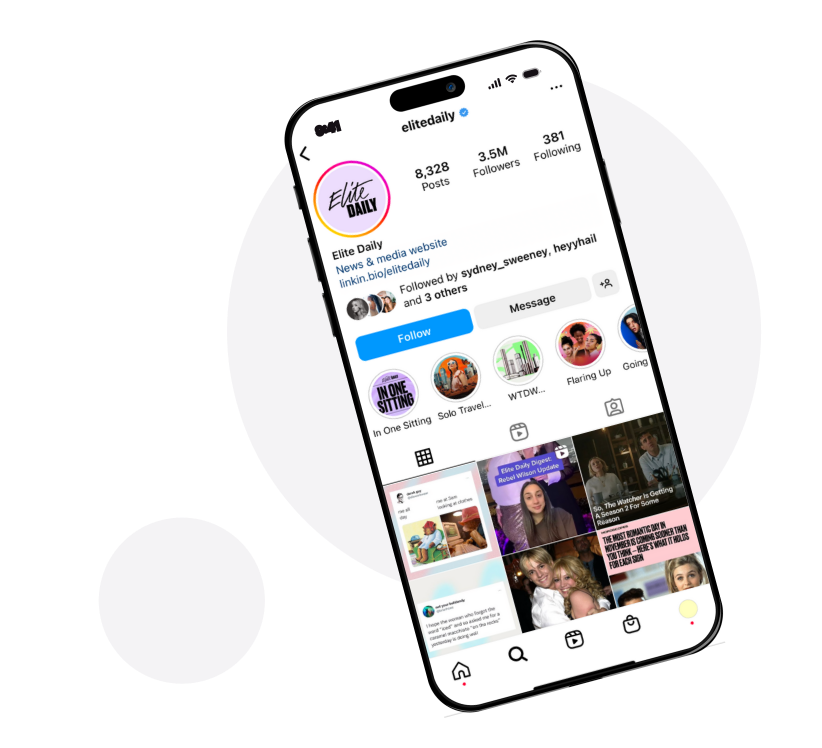 9:41
elitedaily
8,328
Posts
3.5M
Followers
381
Following
Elite
DAILY
Elite Daily
News & media website
linkin.bio/elitedaily
Followed by sydney_sweeney, heyyhail
and 3 others
Follow
Message
IN ONE
SITTING
In One Sitting
Solo Travel...
WTDW...
Flaring Up
Going
me all
day
me at 3am
looking at clothes
Elite Daily Digest:
Rebel Wilson Update
So, The Watcher Is Getting
A Season 2 For Some
Reason
THE MOST ROMANTIC DAY IN
NOVEMBER IS COMING SOONER THAN
YOU THINK — HERE'S WHAT IT HOLDS
FOR EACH SIGN
I hope the woman who forgot the
word "iced" and so asked me for a
caramel macchiato "on the rocks"
yesterday is doing well